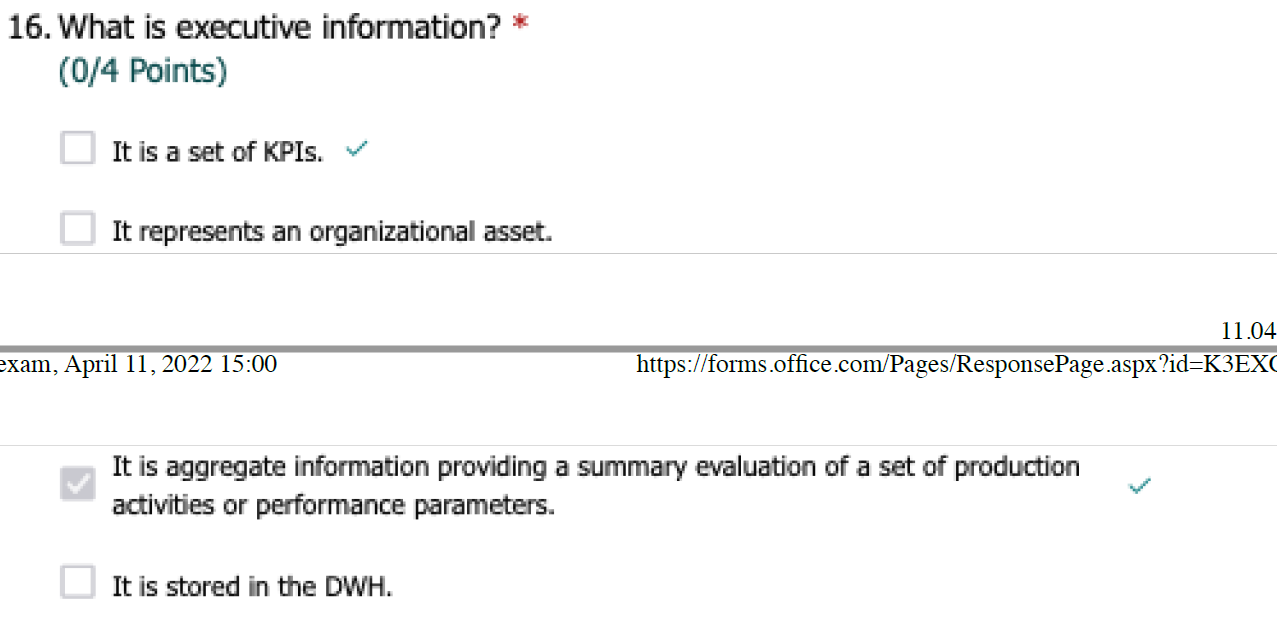 16. What is executive information? *
(0/4 Points)
It is a set of KPIs.
It represents an organizational asset.
11.04
exam, April 11, 2022 15:00 https://forms.office.com/Pages/ResponsePage.aspx?id=K3EX
It is aggregate information providing a summary evaluation of a set of production
activities or performance parameters.
It is stored in the DWH.